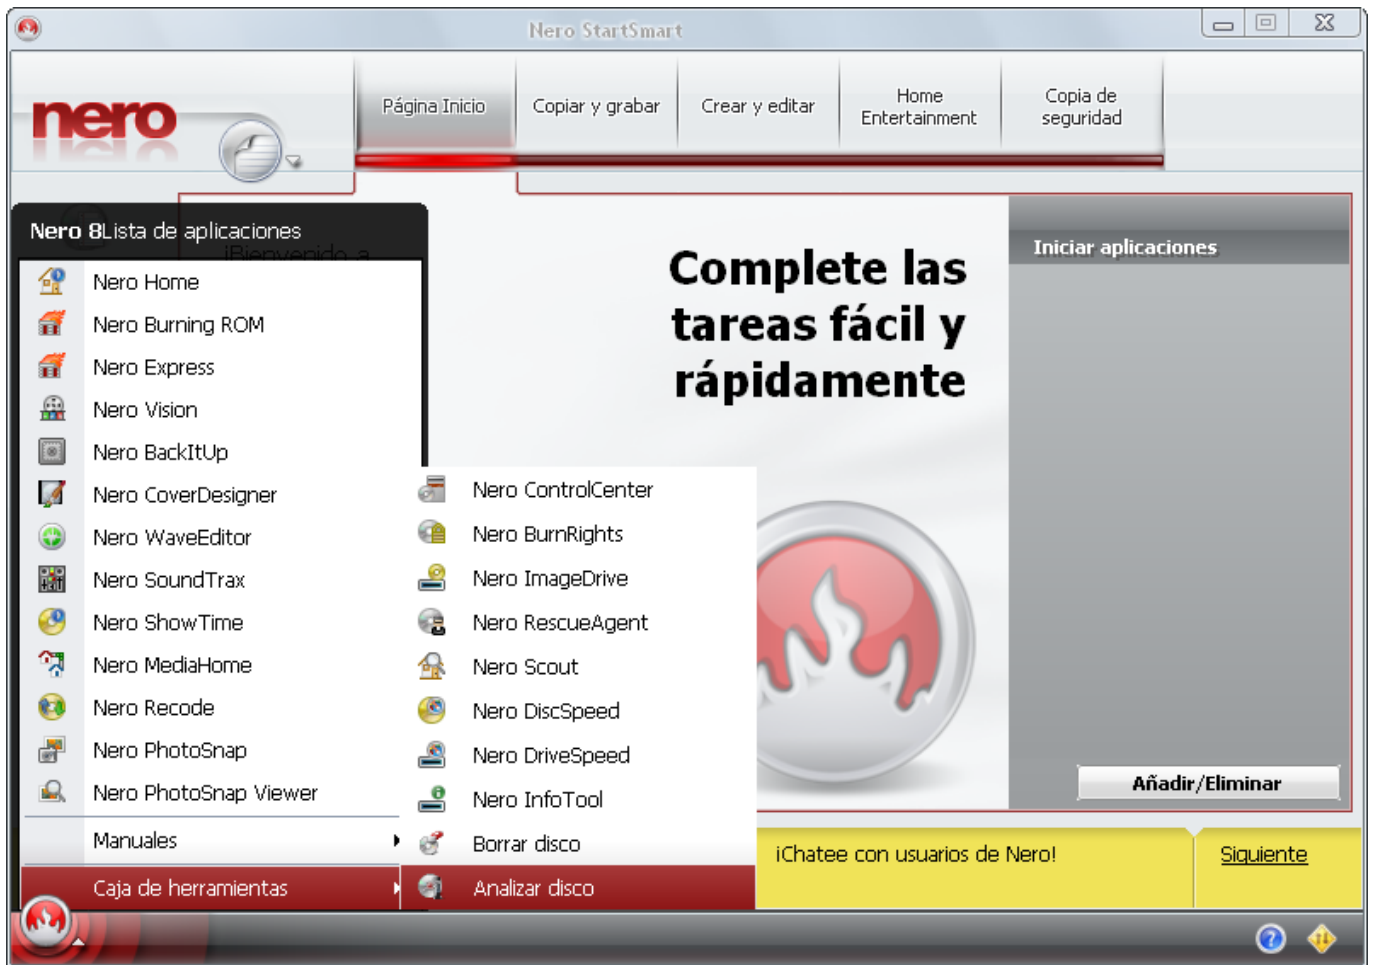 Nero StartSmart
nero
Página Inicio
Copiar y grabar
Crear y editar
Home
Entertainment
Copia de
seguridad
Nero 8Lista de aplicaciones
¡Bienvenido a
Nero Home
Nero Burning ROM
Nero Express
Nero Vision
Nero BackItUp
Nero CoverDesigner
Nero WaveEditor
Nero SoundTrax
Nero ShowTime
Nero MediaHome
Nero Recode
Nero PhotoSnap
Nero PhotoSnap Viewer
Manuales
Caja de herramientas
Nero ControlCenter
Nero BurnRights
Nero ImageDrive
Nero RescueAgent
Nero Scout
Nero DiscSpeed
Nero DriveSpeed
Nero InfoTool
Borrar disco
Analizar disco
Complete las
tareas fácil y
rápidamente
Iniciar aplicaciones
Añadir/Eliminar
¡Chatee con usuarios de Nero!
Siguiente